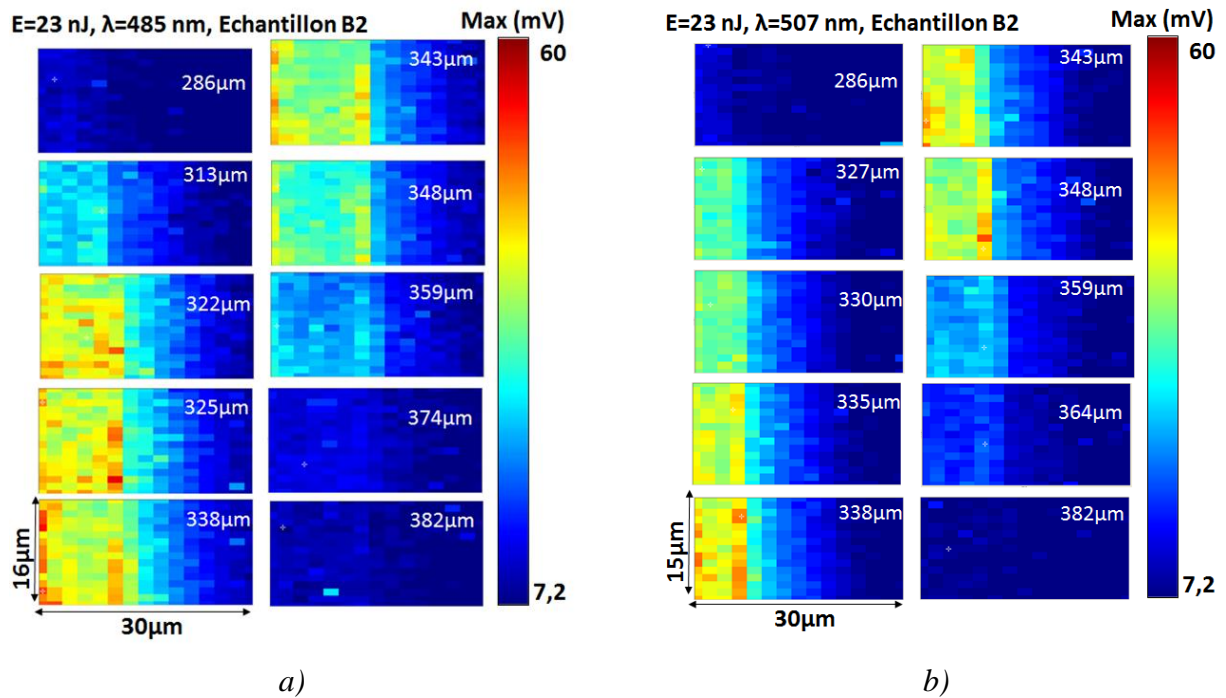 E=23 nJ, λ=485 nm, Echantillon B2
Max (mV)
60
286µm
343µm
313µm
348µm
322µm
359µm
325µm
374µm
338µm
382µm
16µm
30µm
7,2
a)
E=23 nJ, λ=507 nm, Echantillon B2
Max (mV)
60
286µm
343µm
327µm
348µm
330µm
359µm
335µm
364µm
338µm
382µm
15µm
30µm
7,2
b)